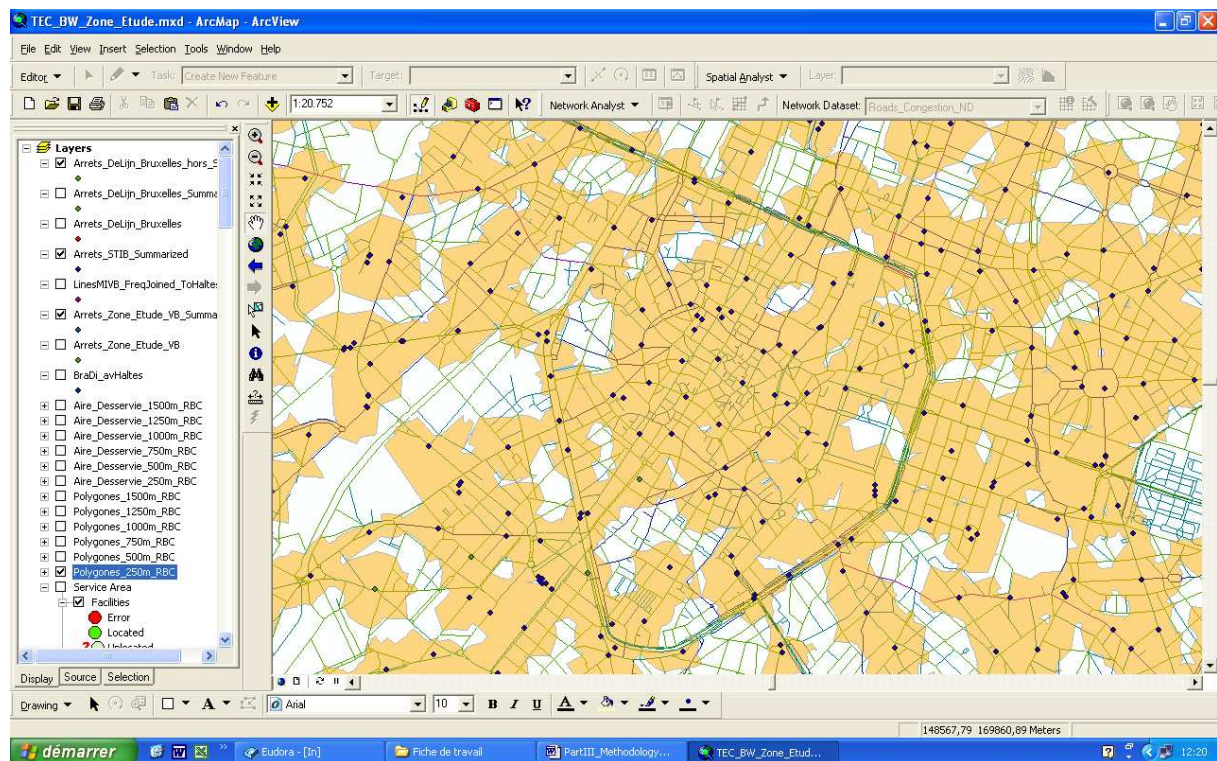 TEC_BW_Zone_Etude.mxd - ArcMap - ArcView
File Edit View Insert Selection Tools Window Help
Editor Task: Create New Feature Target: Spatial Analyst Layer:
1:20.752 Network Analyst Network Dataset: Roads_Congestion_ND
Layers
Arrets_DeLijn_Bruxelles_hors_S
Arrets_DeLijn_Bruxelles_Summa
Arrets_DeLijn_Bruxelles
Arrets_STIB_Summarized
LinesMIVB_FreqJoined_ToHalte
Arrets_Zone_Etude_VB_Summa
Arrets_Zone_Etude_VB
BraDi_avHaltes
Aire_Desservie_1500m_RBC
Aire_Desservie_1250m_RBC
Aire_Desservie_1000m_RBC
Aire_Desservie_750m_RBC
Aire_Desservie_500m_RBC
Aire_Desservie_250m_RBC
Polygones_1500m_RBC
Polygones_1250m_RBC
Polygones_1000m_RBC
Polygones_750m_RBC
Polygones_500m_RBC
Polygones_250m_RBC
Service Area
Facilities
Error
Located
Unlocated
Display Source Selection
Drawing A Arial 10 B I U A
148567,79 169860,89 Meters
démarrer Eudora - [In] Fiche de travail PartIII_Methodology... TEC_BW_Zone_Etud... 12:20